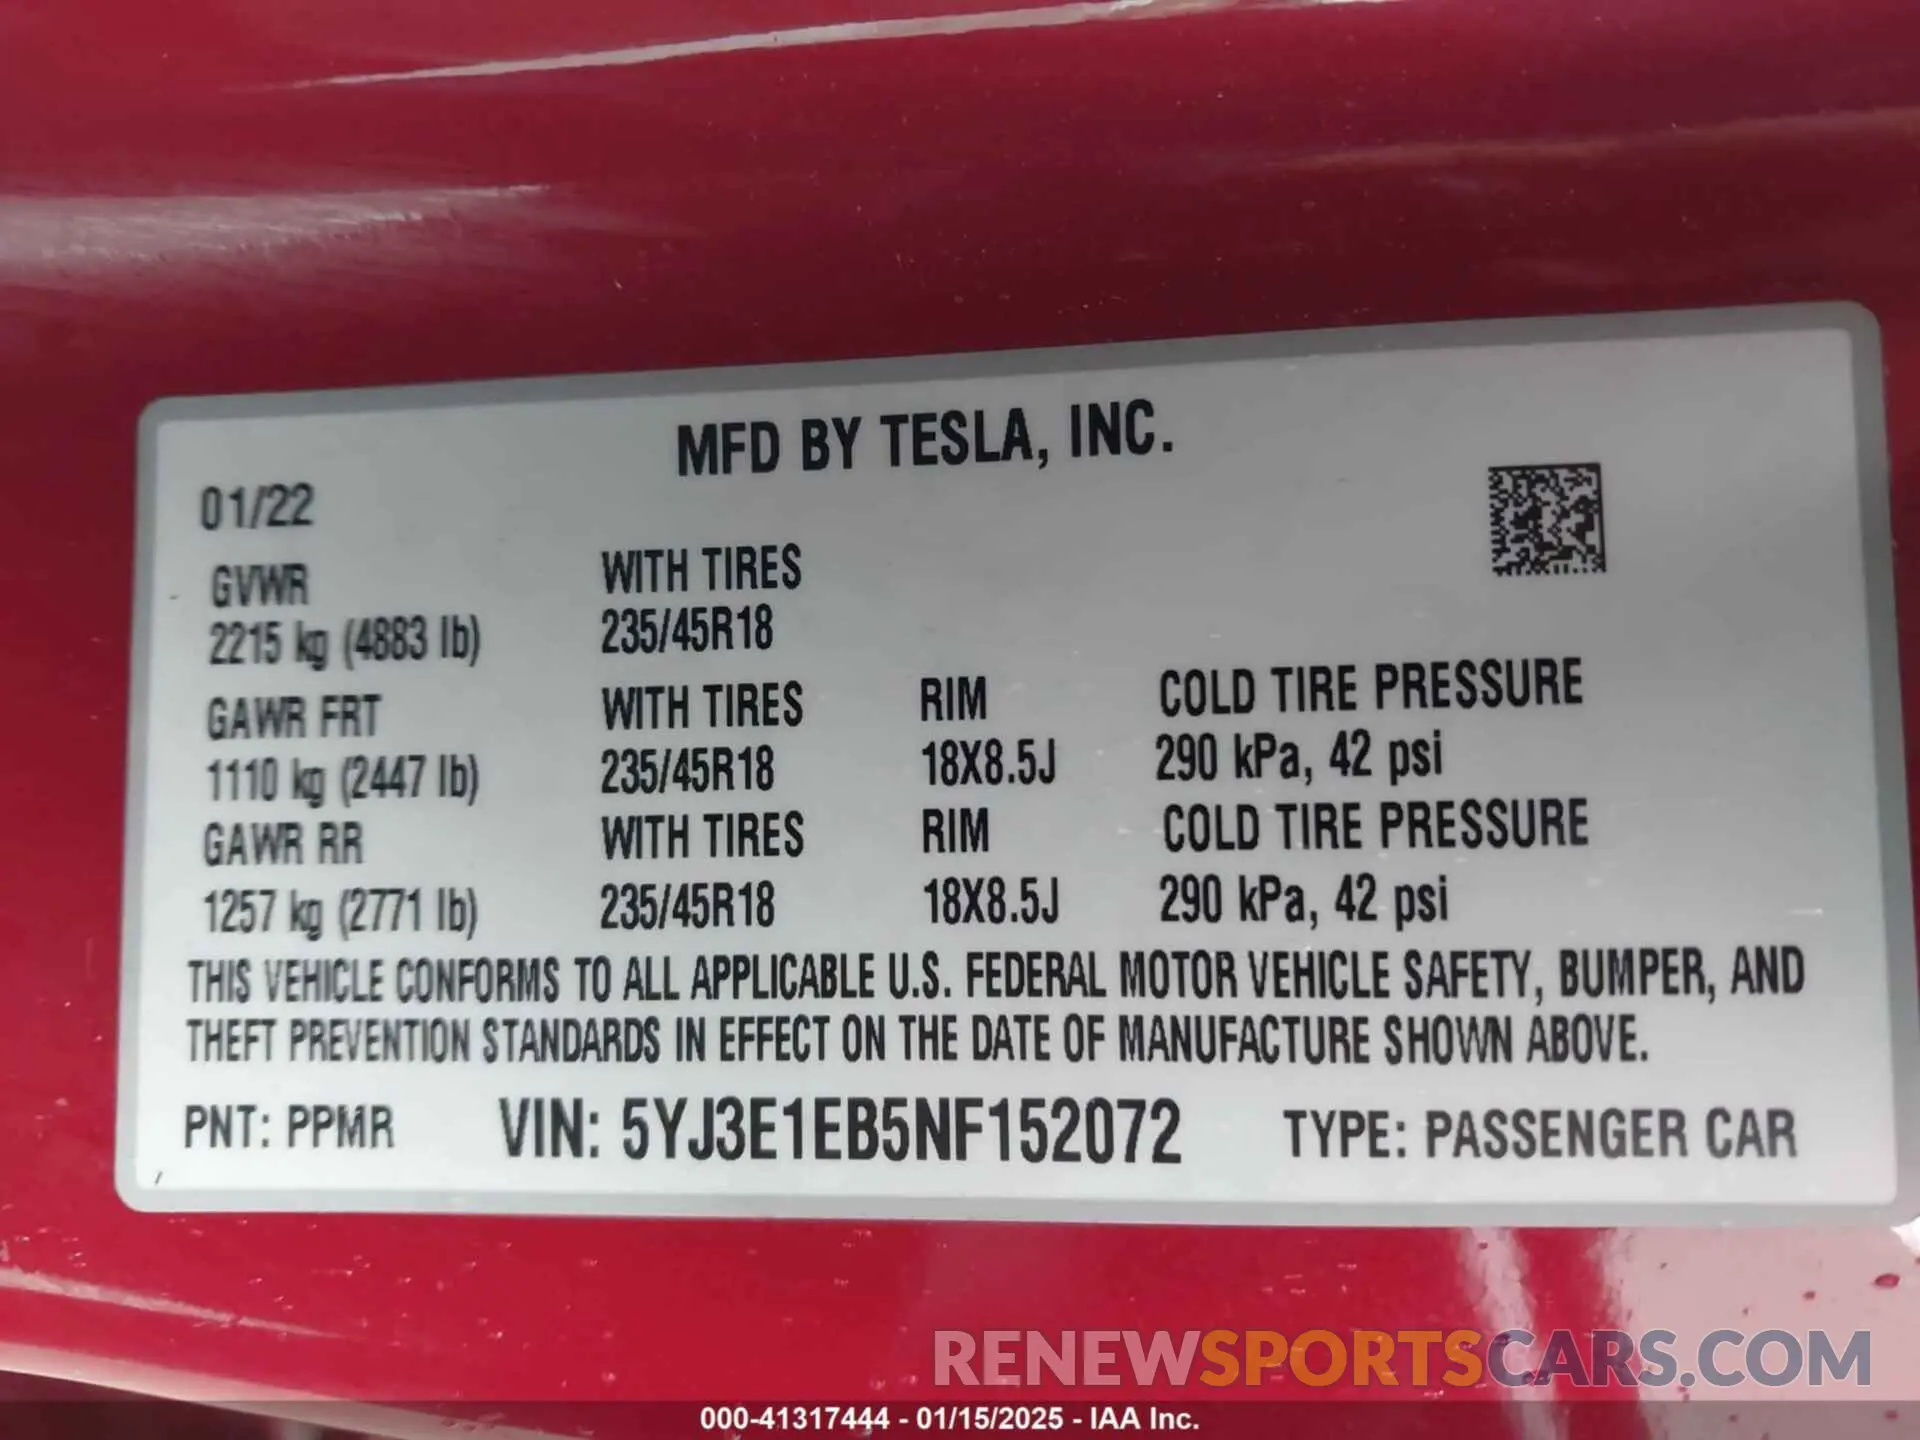 MFD BY TESLA, INC.
01/22
GVWR WITH TIRES
2215 kg (4883 lb) 235/45R18
GAWR FRT WITH TIRES RIM COLD TIRE PRESSURE
1110 kg (2447 lb) 235/45R18 18X8.5J 290 kPa, 42 psi
GAWR RR WITH TIRES RIM COLD TIRE PRESSURE
1257 kg (2771 lb) 235/45R18 18X8.5J 290 kPa, 42 psi
THIS VEHICLE CONFORMS TO ALL APPLICABLE U.S. FEDERAL MOTOR VEHICLE SAFETY, BUMPER, AND
THEFT PREVENTION STANDARDS IN EFFECT ON THE DATE OF MANUFACTURE SHOWN ABOVE.
PNT: PPMR VIN: 5YJ3E1EB5NF152072 TYPE: PASSENGER CAR
RENEWSPORTSCARS.COM
000-41317444 - 01/15/2025 - IAA Inc.